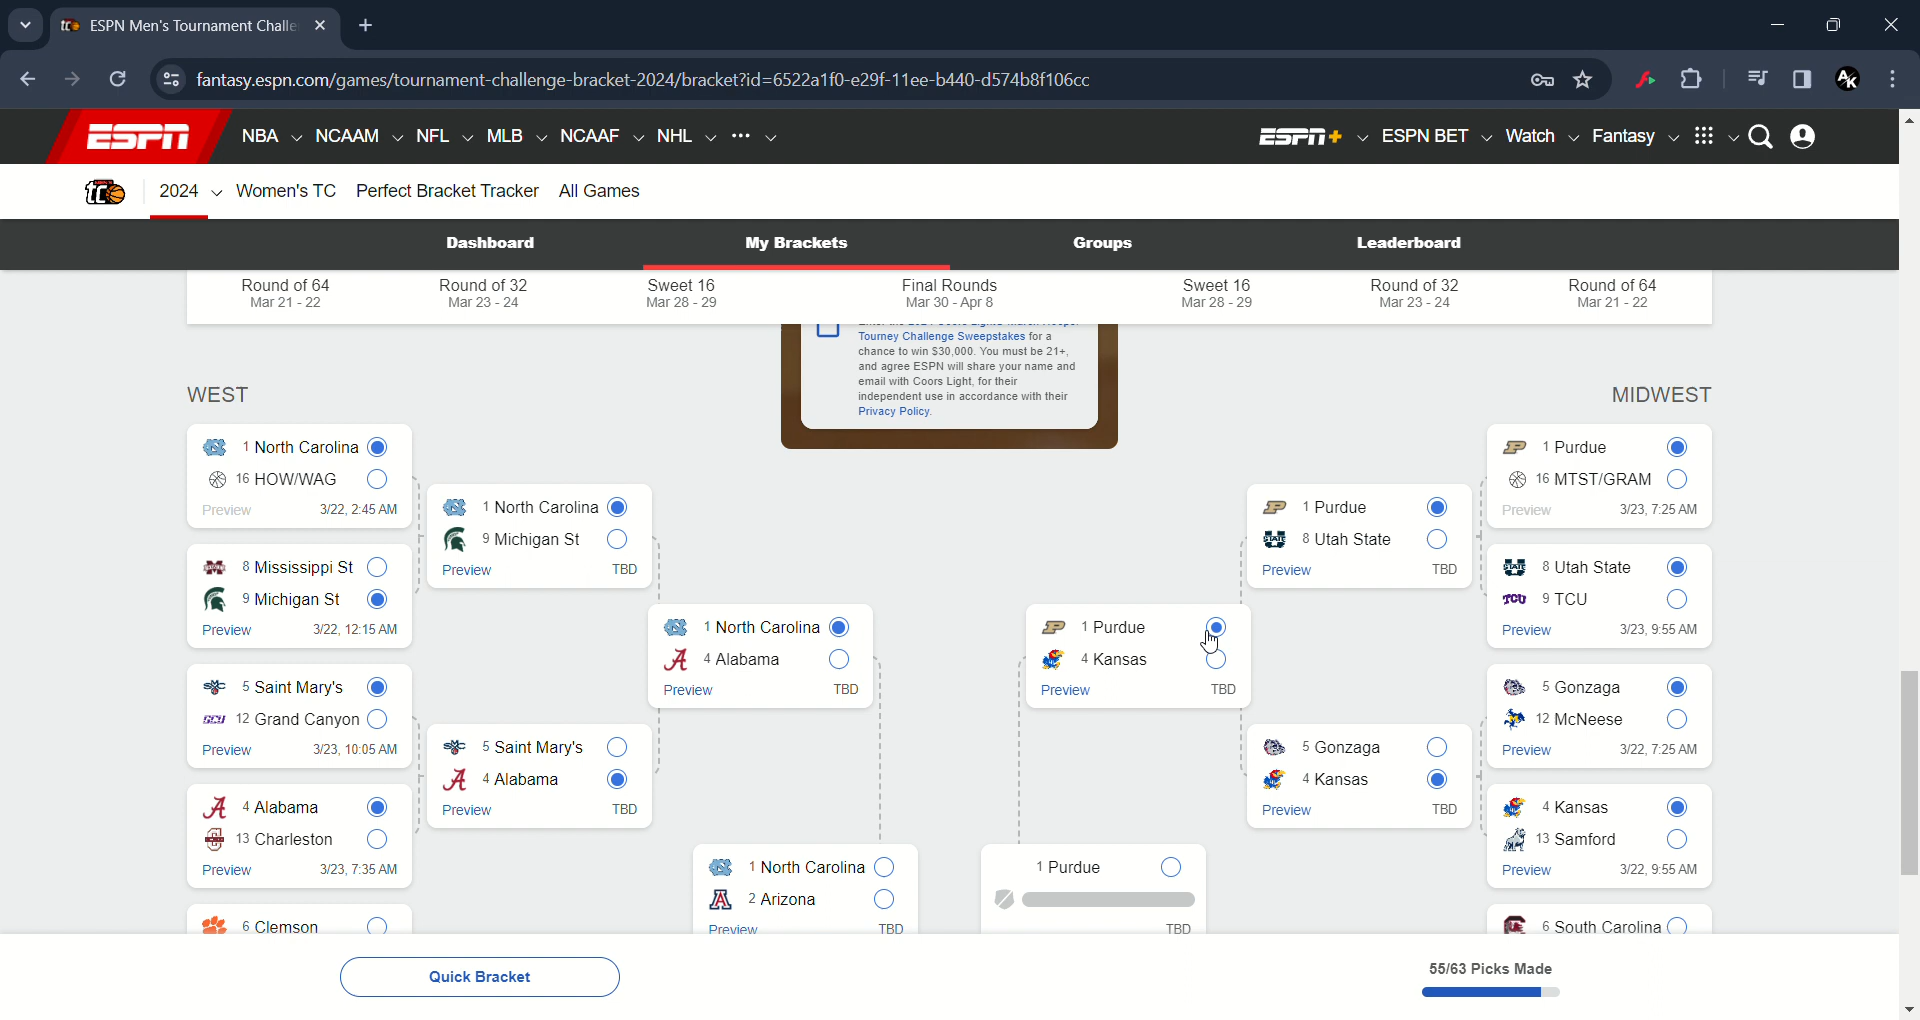 ESPN Men's Tournament Challe
fantasy.espn.com/games/tournament-challenge-bracket-2024/bracket?id=6522a1f0-e29f-11ee-b440-d574b8f106cc
AK
ESPN NBA NCAAM NFL MLB NCAAF NHL ••• ESPN+ ESPN BET Watch Fantasy
tc 2024 Women's TC Perfect Bracket Tracker All Games
Dashboard My Brackets Groups Leaderboard
Round of 64 Round of 32 Sweet 16 Final Rounds Sweet 16 Round of 32 Round of 64
Mar 21 - 22 Mar 23 - 24 Mar 28 - 29 Mar 30 - Apr 8 Mar 28 - 29 Mar 23 - 24 Mar 21 - 22
Tourney Challenge Sweepstakes for a
chance to win $30,000. You must be 21+,
and agree ESPN will share your name and
email with Coors Light, for their
independent use in accordance with their
Privacy Policy.
WEST
1 North Carolina
16 HOW/WAG
Preview 3/22, 2:45 AM
8 Mississippi St
9 Michigan St
Preview 3/22, 12:15 AM
5 Saint Mary's
12 Grand Canyon
Preview 3/23, 10:05 AM
4 Alabama
13 Charleston
Preview 3/23, 7:35 AM
6 Clemson
1 North Carolina
9 Michigan St
Preview TBD
5 Saint Mary's
4 Alabama
Preview TBD
1 North Carolina
4 Alabama
Preview TBD
1 North Carolina
2 Arizona
Preview TBD
1 Purdue
4 Kansas
Preview TBD
1 Purdue
TBD
1 Purdue
8 Utah State
Preview TBD
5 Gonzaga
4 Kansas
Preview TBD
MIDWEST
1 Purdue
16 MTST/GRAM
Preview 3/23, 7:25 AM
8 Utah State
TCU 9 TCU
Preview 3/23, 9:55 AM
5 Gonzaga
12 McNeese
Preview 3/22, 7:25 AM
4 Kansas
13 Samford
Preview 3/22, 9:55 AM
6 South Carolina
Quick Bracket
55/63 Picks Made